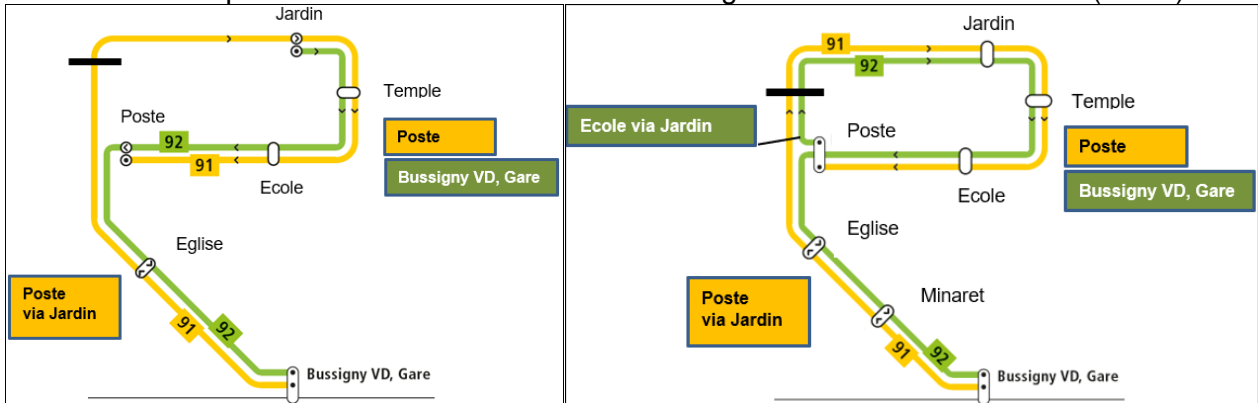 Jardin
Temple
Poste
92
91
Poste
Bussigny VD, Gare
Ecole
Eglise
Poste
via Jardin
91
92
Bussigny VD, Gare
Jardin
91
92
Temple
Ecole via Jardin
Poste
Poste
Bussigny VD, Gare
Ecole
Eglise
Minaret
Poste
via Jardin
91
92
Bussigny VD, Gare